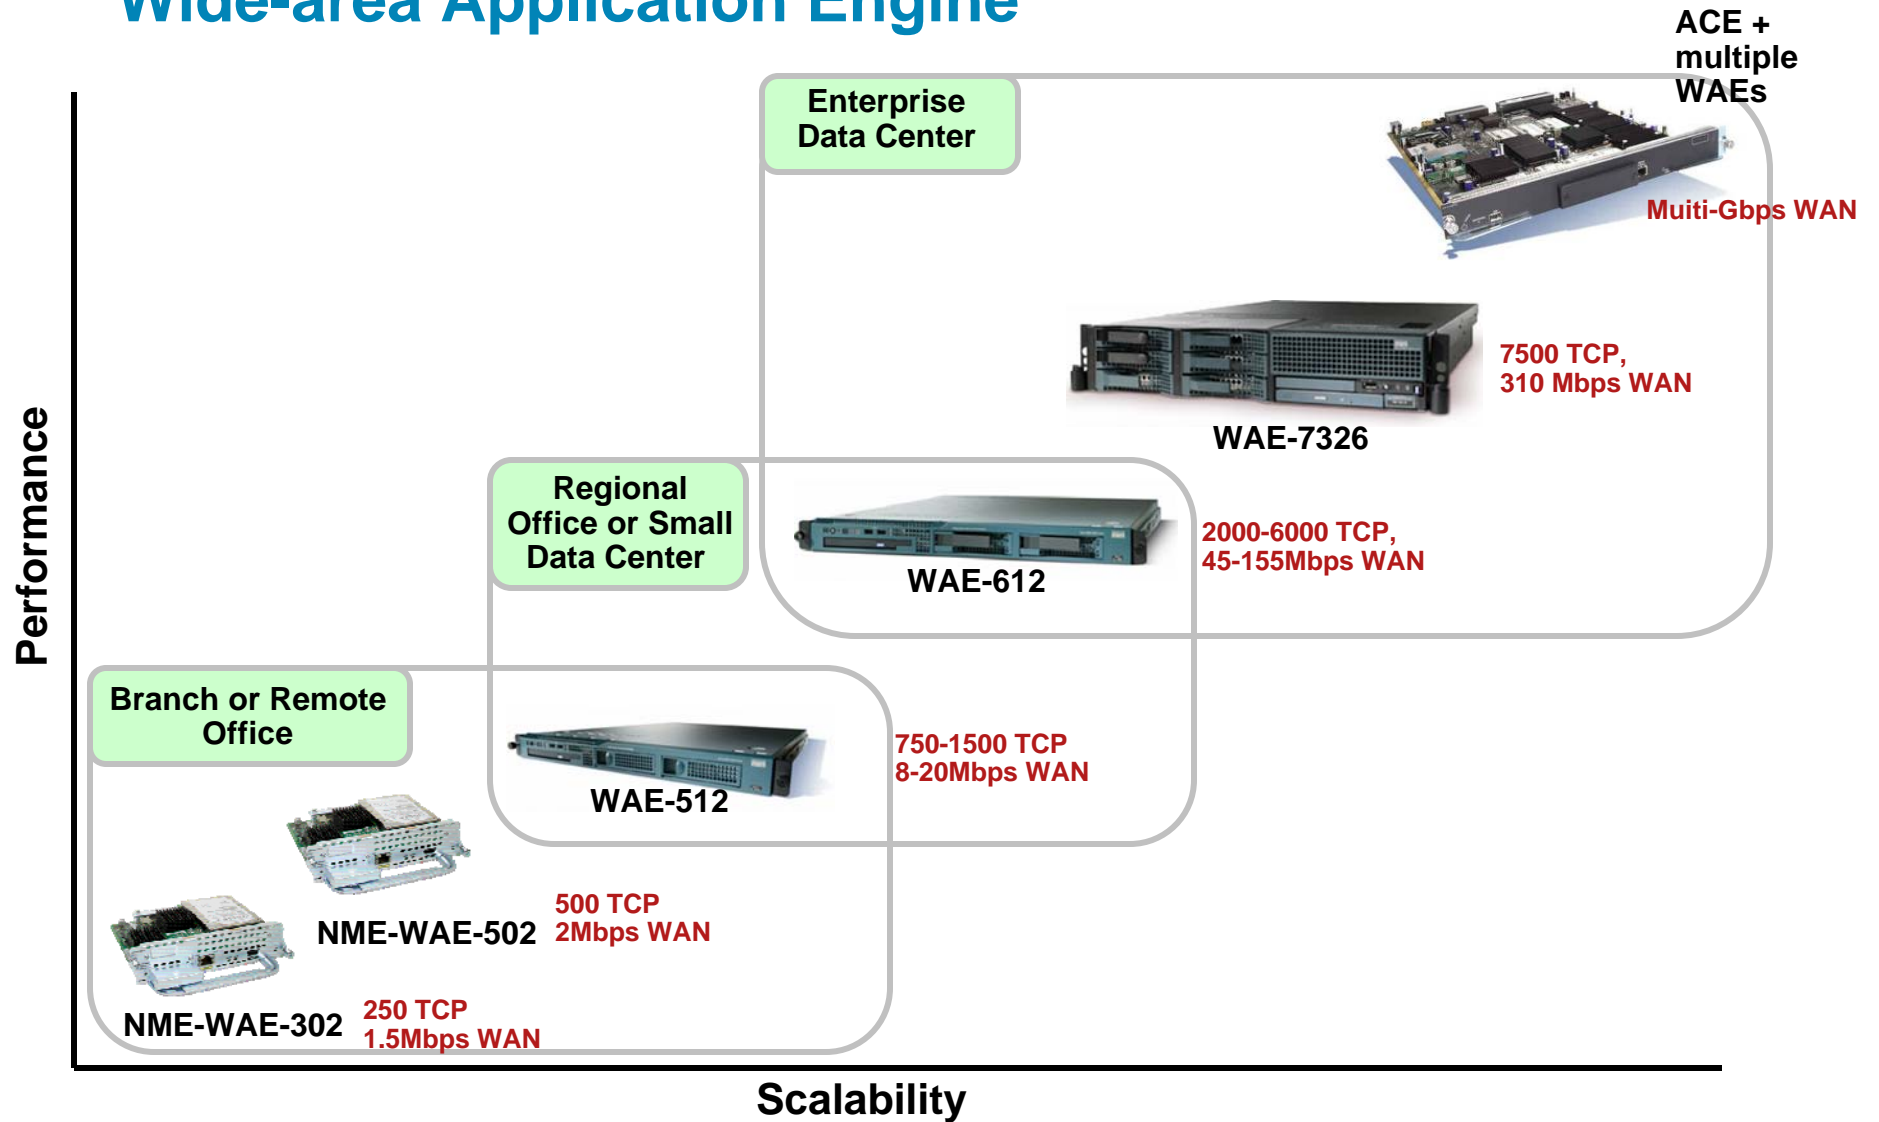 Wide-area Application Engine
ACE +
multiple
WAEs
Enterprise
Data Center
Muiti-Gbps WAN
7500 TCP,
310 Mbps WAN
WAE-7326
Regional
Office or Small
Data Center
2000-6000 TCP,
45-155Mbps WAN
WAE-612
Performance
Branch or Remote
Office
750-1500 TCP
8-20Mbps WAN
WAE-512
500 TCP
2Mbps WAN
NME-WAE-502
250 TCP
1.5Mbps WAN
NME-WAE-302
Scalability